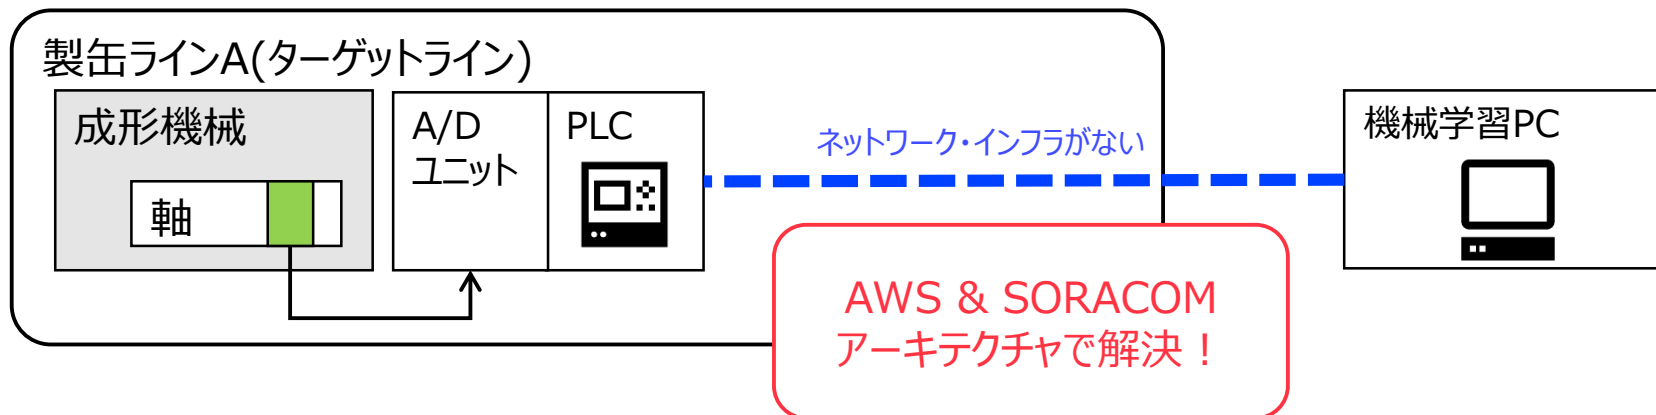 製缶ラインA(ターゲットライン)
成形機械
軸
A/D
ユニット
PLC
ネットワーク・インフラがない
機械学習PC
AWS & SORACOM
アーキテクチャで解決！